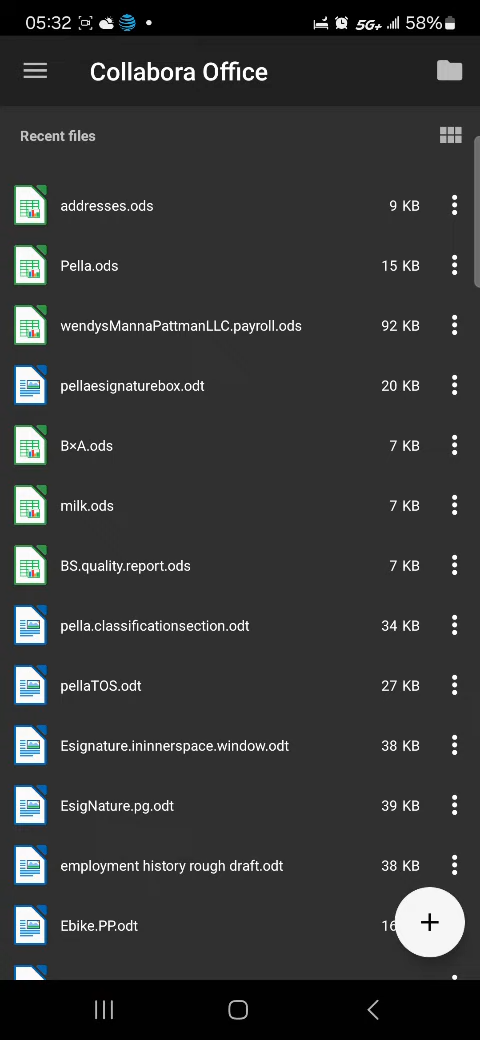 05:32 5G+ 58%
Collabora Office
Recent files
addresses.ods 9 KB
Pella.ods 15 KB
wendysMannaPattmanLLC.payroll.ods 92 KB
pellaesignaturebox.odt 20 KB
B×A.ods 7 KB
milk.ods 7 KB
BS.quality.report.ods 7 KB
pella.classificationsection.odt 34 KB
pellaTOS.odt 27 KB
Esignature.ininnerspace.window.odt 38 KB
EsigNature.pg.odt 39 KB
employment history rough draft.odt 38 KB
Ebike.PP.odt